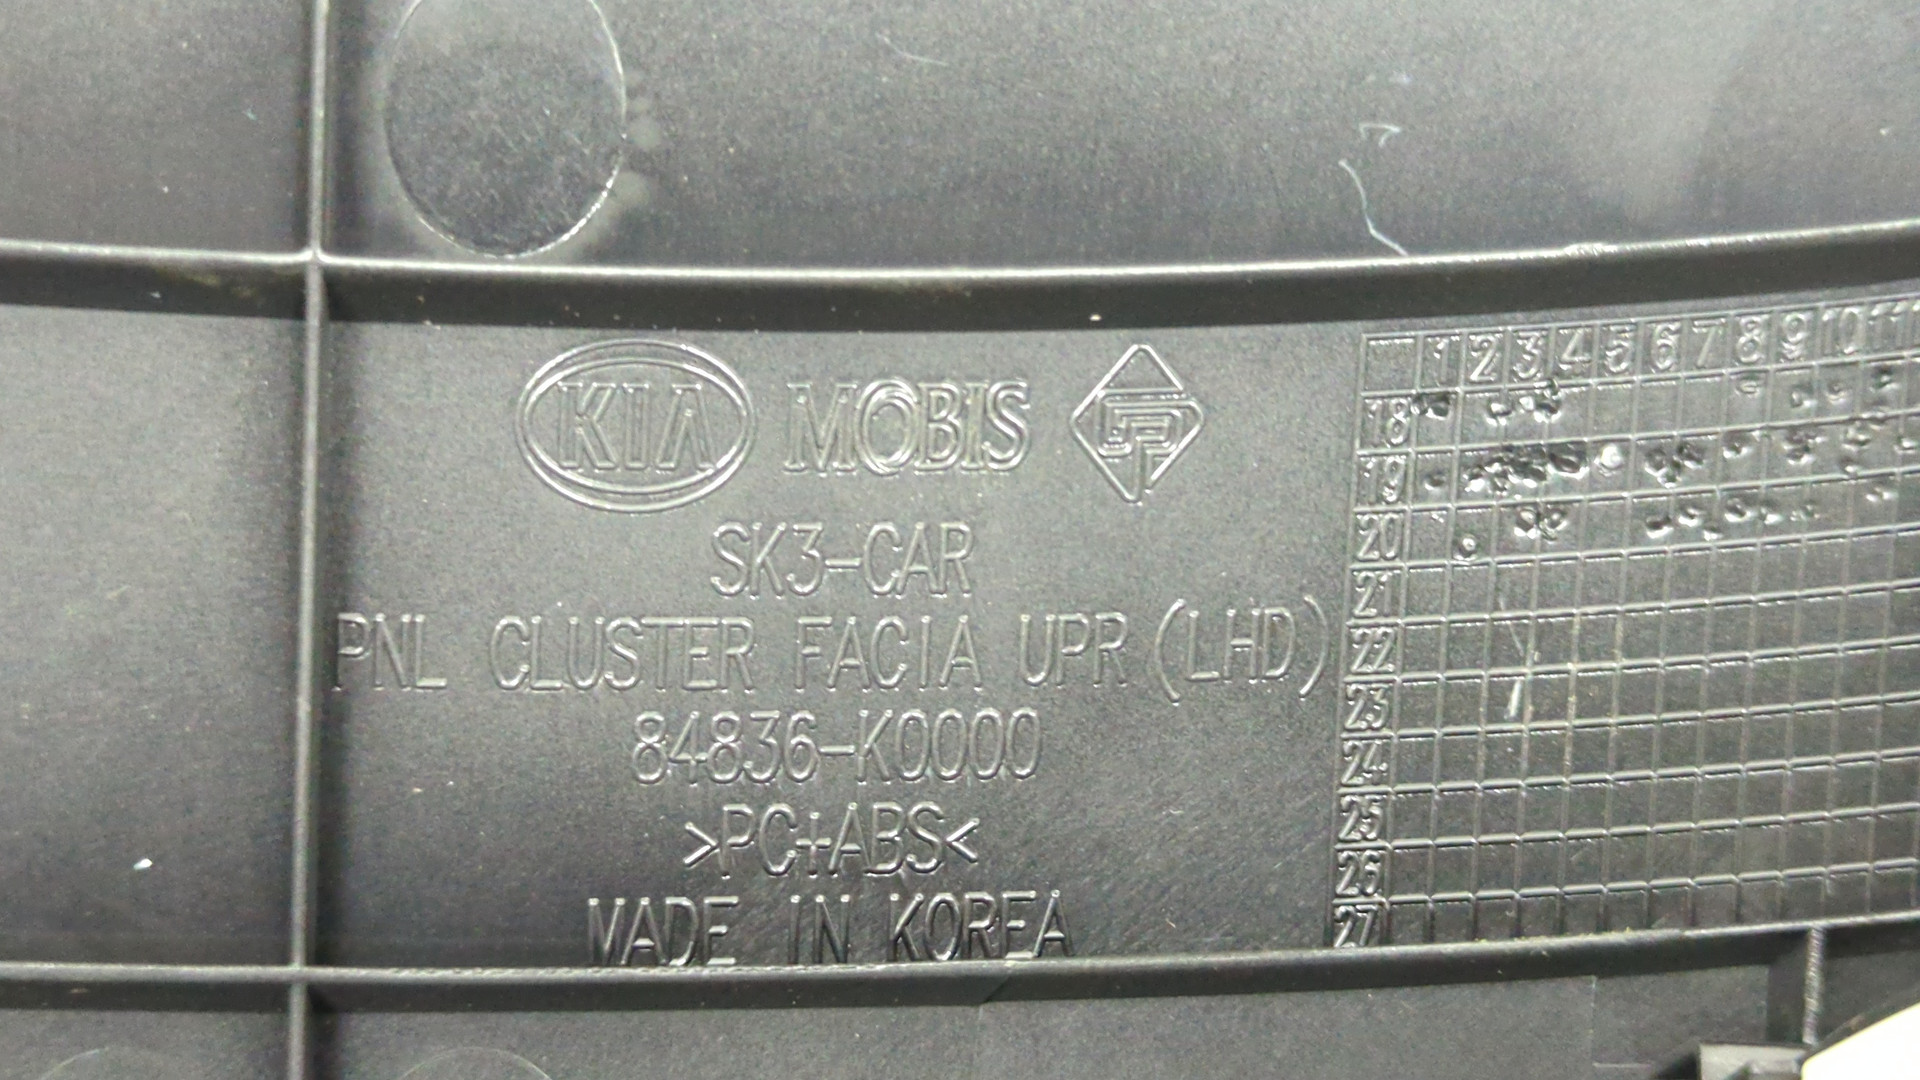 KIA MOBIS
SK3-CAR
PNL CLUSTER FACIA UPR (LHD)
84836-K0000
>PC+ABS<
MADE IN KOREA
1 2 3 4 5 6 7 8 9 10 11
18
19
20
21
22
23
24
25
26
27